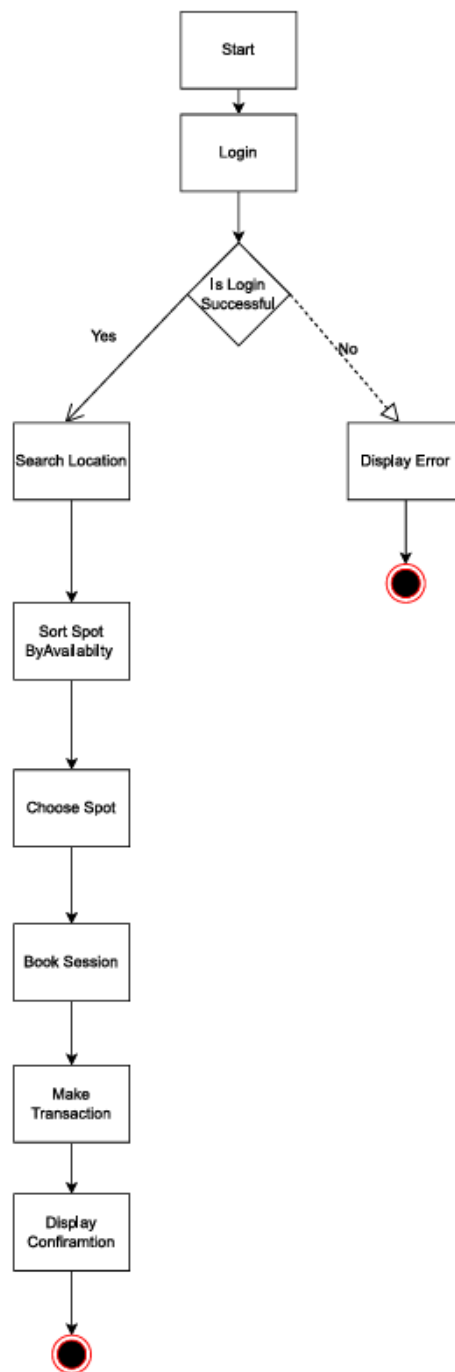 Start
Login
Is Login
Successful
Yes
No
Search Location
Display Error
Sort Spot
ByAvailabilty
Choose Spot
Book Session
Make
Transaction
Display
Confiramtion